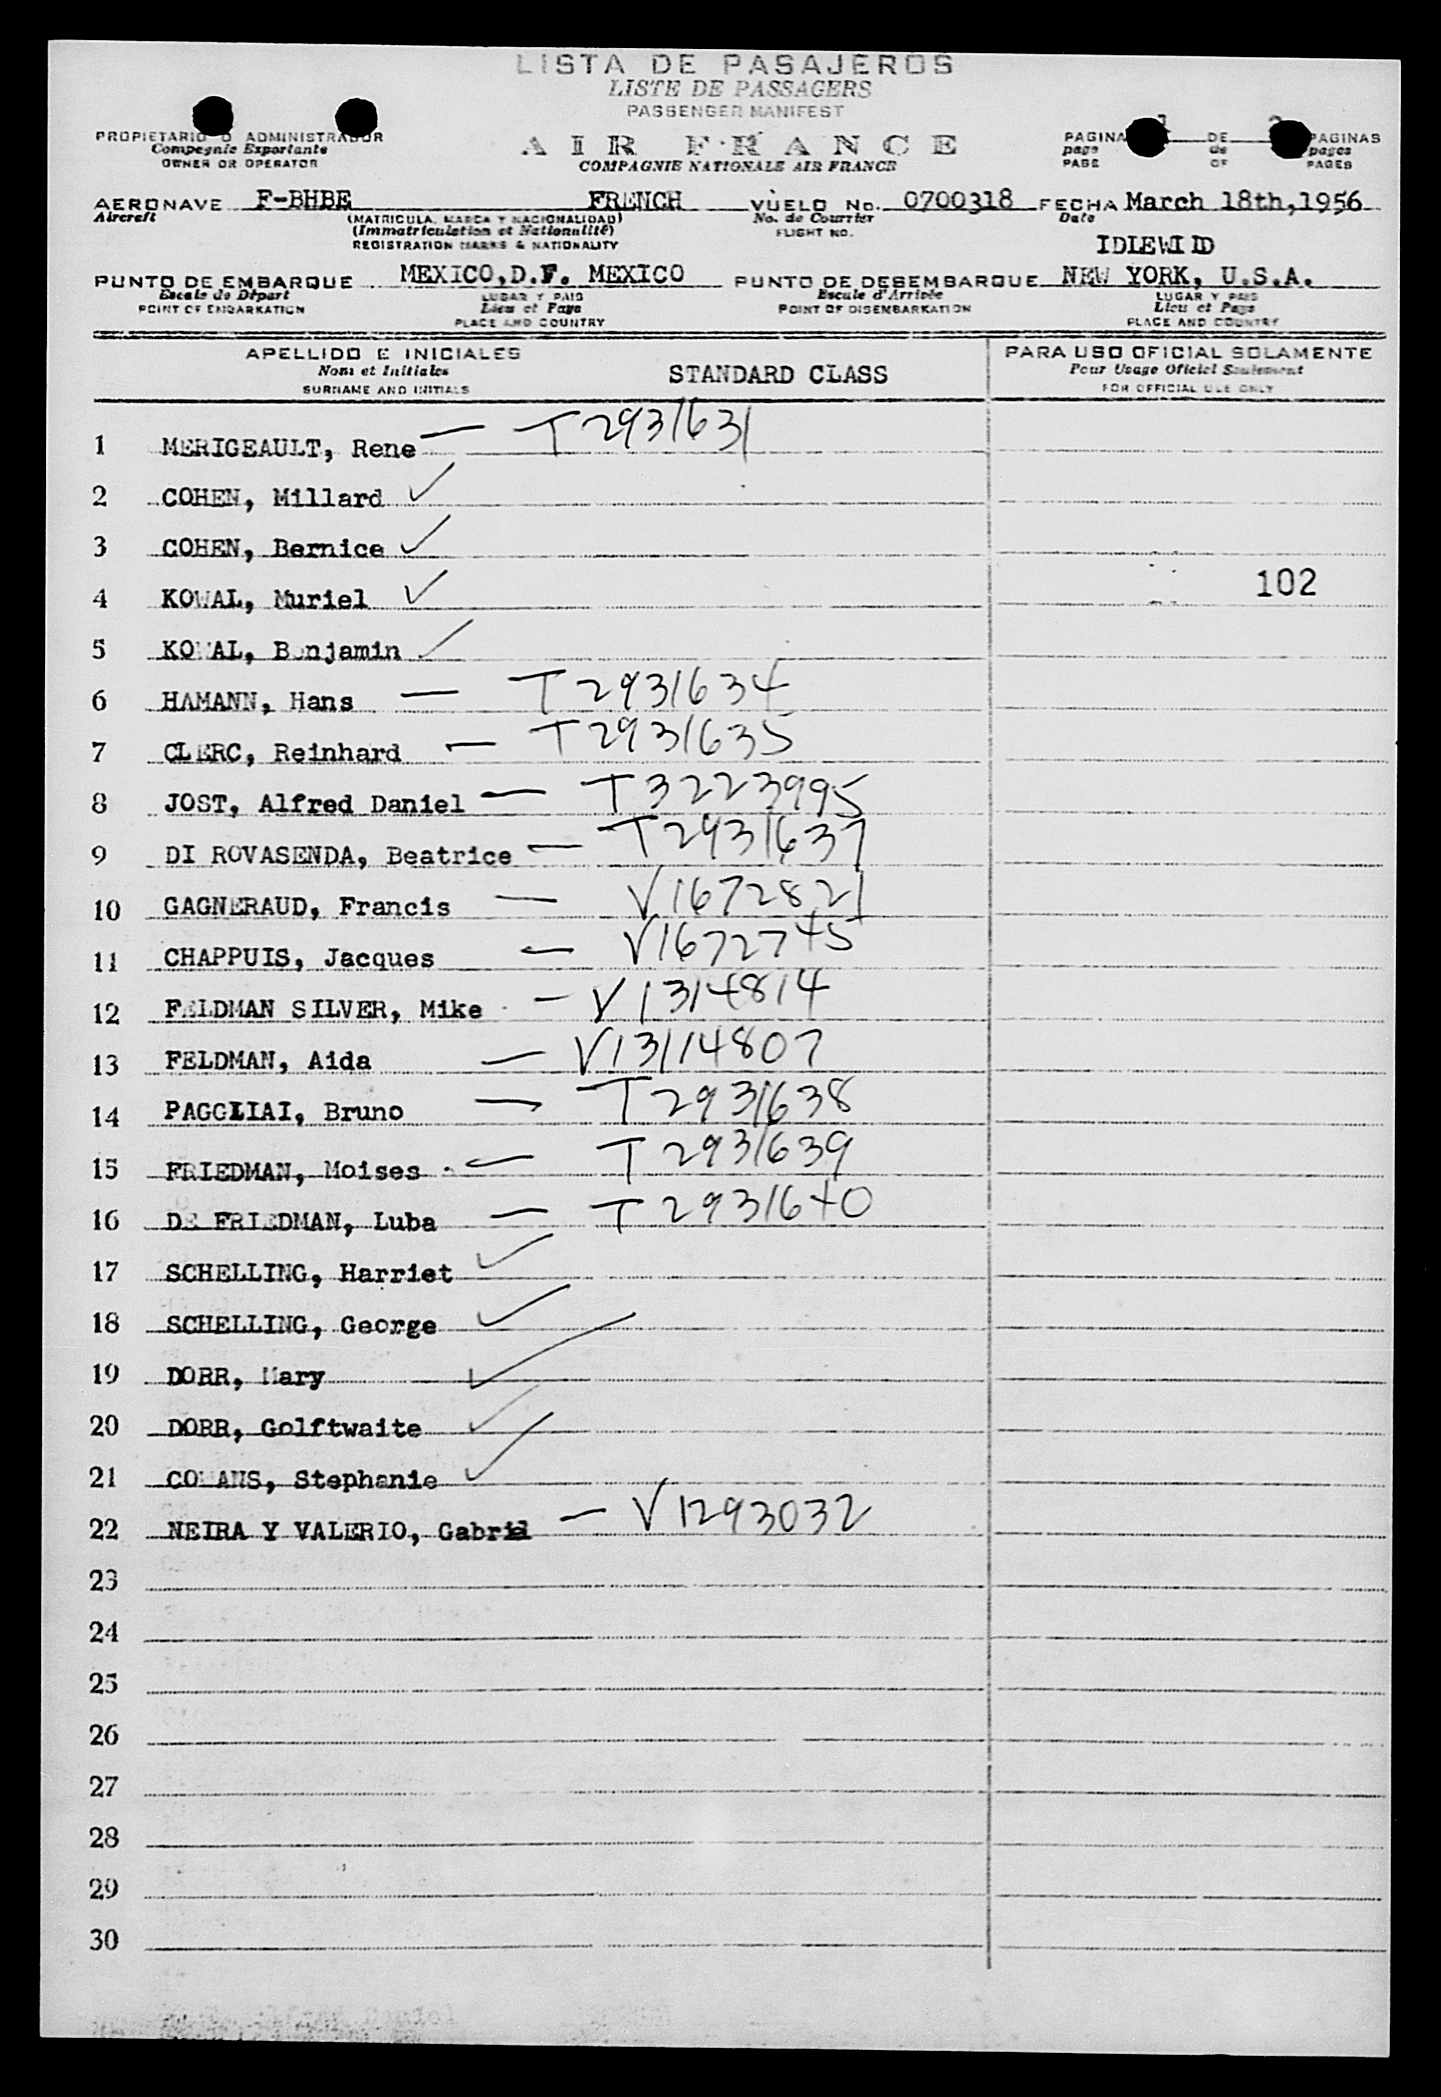 LISTA DE PASAJEROS
LISTE DE PASSAGERS
PASSENGER MANIFEST
PROPIETARIO O ADMINISTRADOR
Compagnie Exportante
OWNER OR OPERATOR
AIR FRANCE
COMPAGNIE NATIONALE AIR FRANCE
PAGINA DE PAGINAS
page de pages
PAGE OF PAGES
AERONAVE F-BHBE FRENCH VUELO No. 0700318 FECHA March 18th,1956
Aircraft (MATRICULA, MARCA Y NACIONALIDAD) No. de Courrier Date
(Immatriculation et Nationalité) FLIGHT NO.
REGISTRATION MARKS & NATIONALITY
IDLEWILD
PUNTO DE EMBARQUE MEXICO,D.F. MEXICO PUNTO DE DESEMBARQUE NEW YORK, U.S.A.
Escale de Départ LUGAR Y PAIS Escale d'Arrivée LUGAR Y PAIS
POINT OF EMBARKATION Lieu et Pays POINT OF DISEMBARKATION Lieu et Pays
PLACE AND COUNTRY PLACE AND COUNTRY
APELLIDO E INICIALES PARA USO OFICIAL SOLAMENTE
Nom et Initiales STANDARD CLASS Pour Usage Oficiel Seulement
SURNAME AND INITIALS FOR OFFICIAL USE ONLY
1 MERIGEAULT, Rene — T2931631
2 COHEN, Millard ✓
3 COHEN, Bernice ✓
4 KOWAL, Muriel ✓ 102
5 KOWAL, Benjamin ✓
6 HAMANN, Hans — T2931634
7 CLERC, Reinhard — T2931635
8 JOST, Alfred Daniel — T3223995
9 DI ROVASENDA, Beatrice — T2931637
10 GAGNERAUD, Francis — V1672821
11 CHAPPUIS, Jacques — V1672745
12 FELDMAN SILVER, Mike — V1314814
13 FELDMAN, Aida — V13114807
14 PAGGLIAI, Bruno — T2931638
15 FRIEDMAN, Moises — T2931639
16 DE FRIEDMAN, Luba — T2931640
17 SCHELLING, Harriet ✓
18 SCHELLING, George ✓
19 DORR, Mary ✓
20 DORR, Golftwaite ✓
21 COWANS, Stephanie ✓
22 NEIRA Y VALERIO, Gabriel — V1293032
23
24
25
26
27
28
29
30